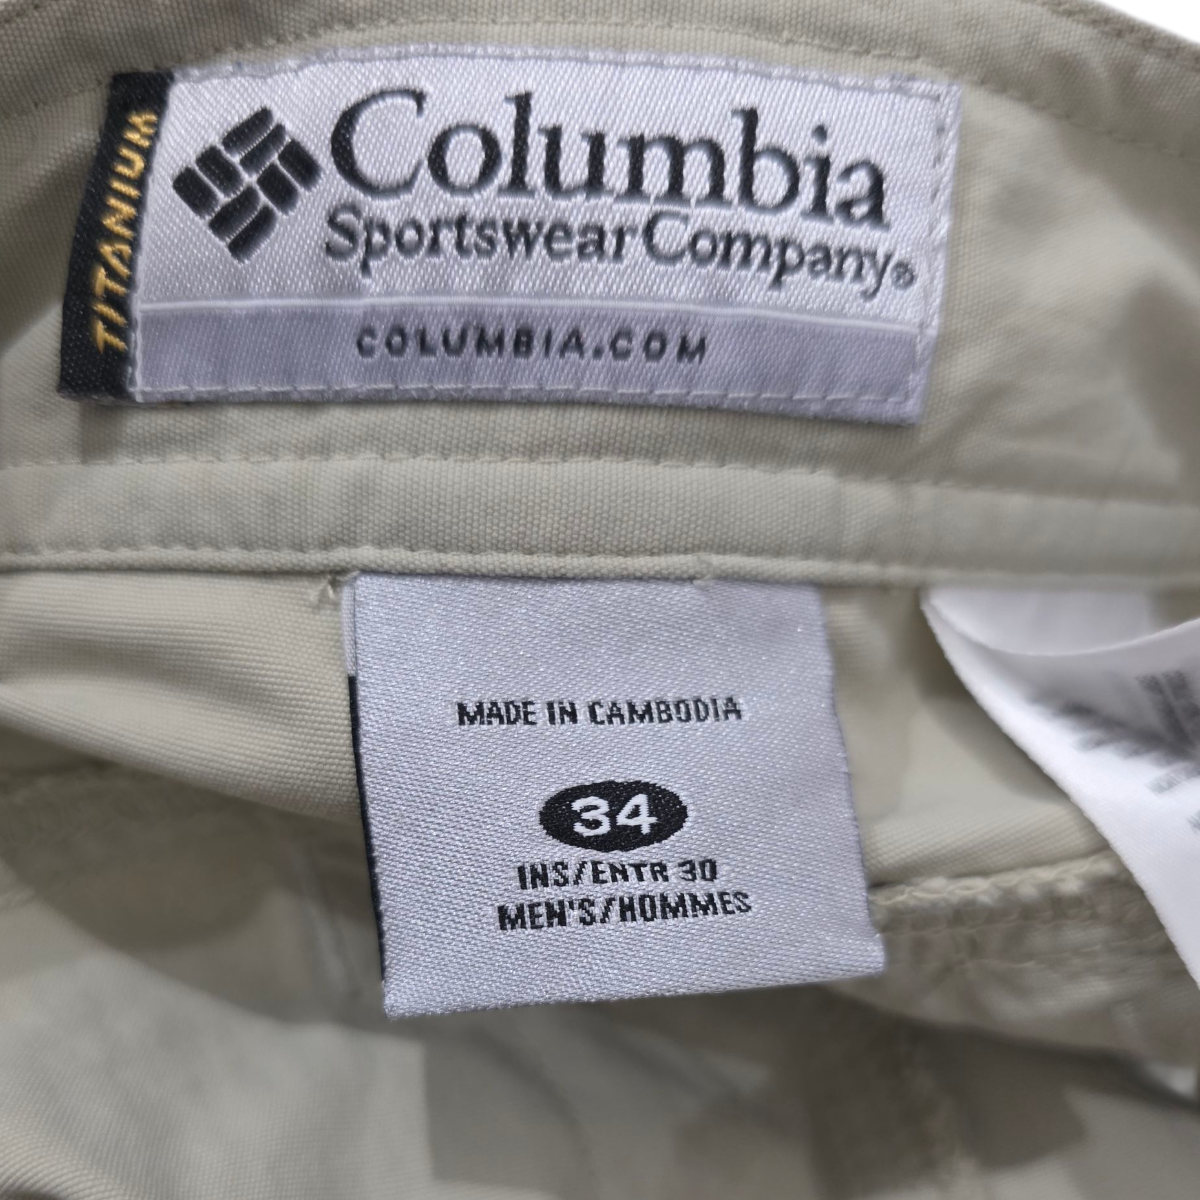 TITANIUM
Columbia
Sportswear Company®
COLUMBIA.COM
MADE IN CAMBODIA
34
INS/ENTR 30
MEN'S/HOMMES